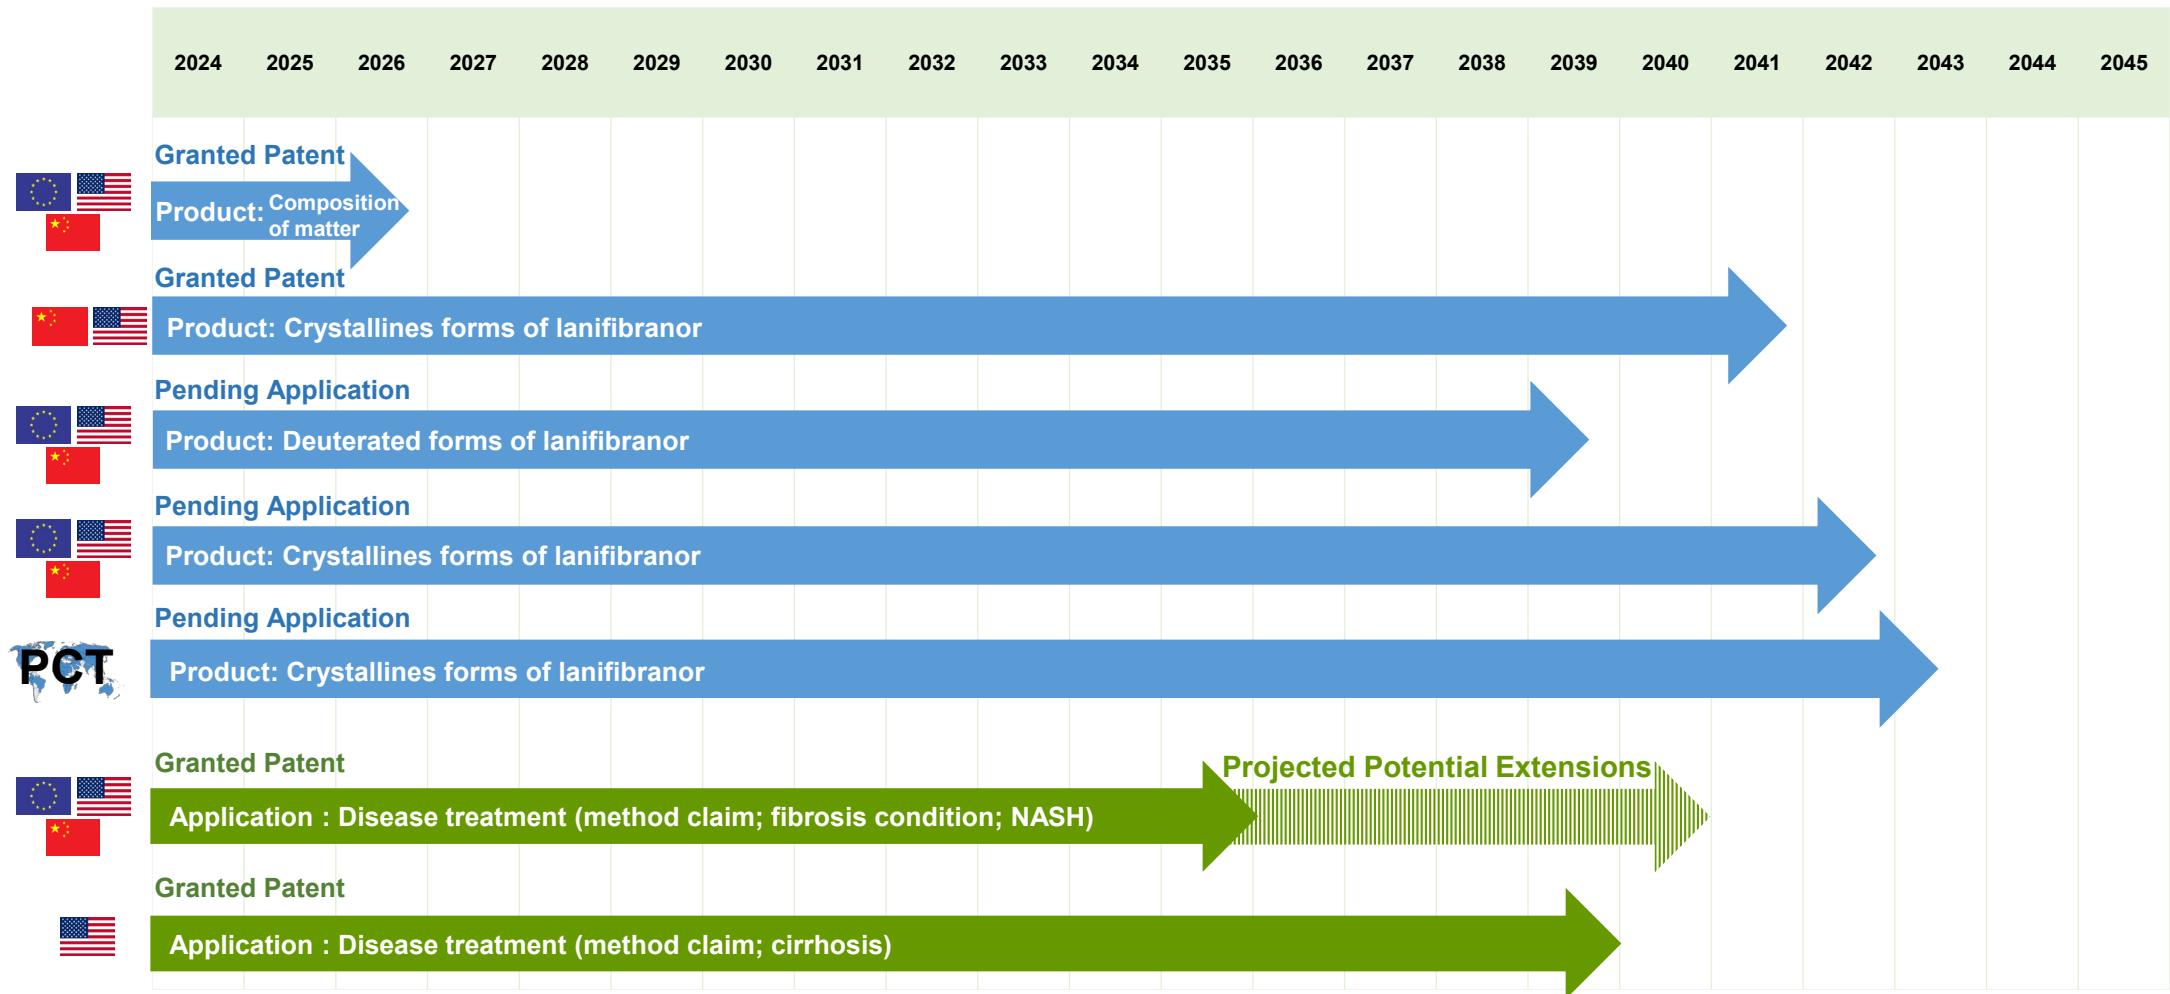 2024 2025 2026 2027 2028 2029 2030 2031 2032 2033 2034 2035 2036 2037 2038 2039 2040 2041 2042 2043 2044 2045
Granted Patent
Product: Composition
of matter
Granted Patent
Product: Crystallines forms of lanifibranor
Pending Application
Product: Deuterated forms of lanifibranor
Pending Application
Product: Crystallines forms of lanifibranor
Pending Application
PCT
Product: Crystallines forms of lanifibranor
Granted Patent
Projected Potential Extensions
Application : Disease treatment (method claim; fibrosis condition; NASH)
Granted Patent
Application : Disease treatment (method claim; cirrhosis)